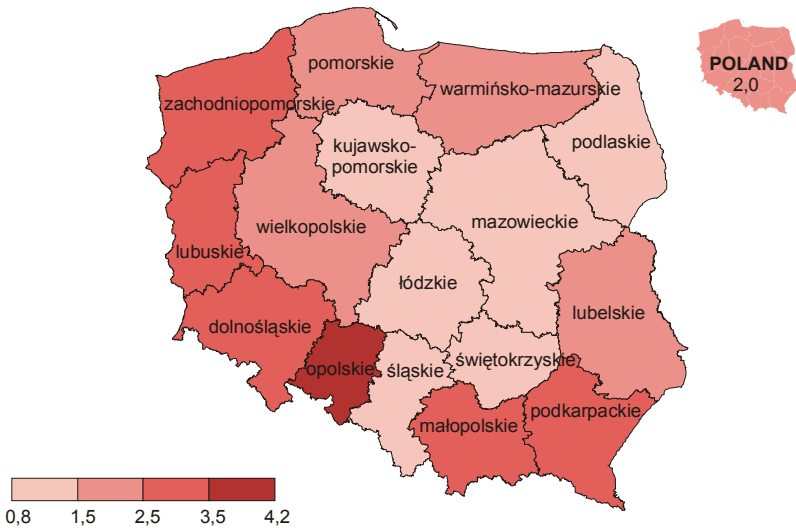 pomorskie
POLAND
2,0
warmińsko-mazurskie
zachodniopomorskie
podlaskie
kujawsko-
pomorskie
mazowieckie
wielkopolskie
lubuskie
łódzkie
lubelskie
dolnośląskie
świętokrzyskie
opolskie
śląskie
podkarpackie
małopolskie
0,8 1,5 2,5 3,5 4,2